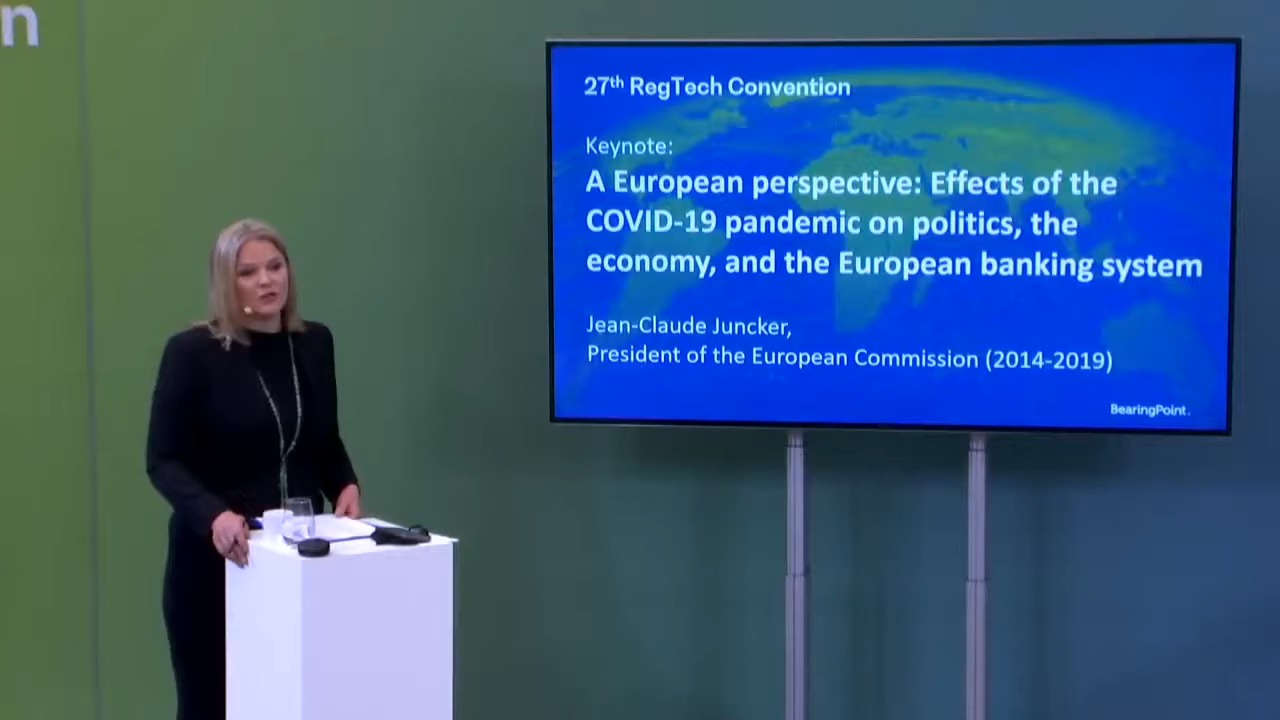 n
27th RegTech Convention
Keynote:
A European perspective: Effects of the
COVID-19 pandemic on politics, the
economy, and the European banking system
Jean-Claude Juncker,
President of the European Commission (2014-2019)
BearingPoint.